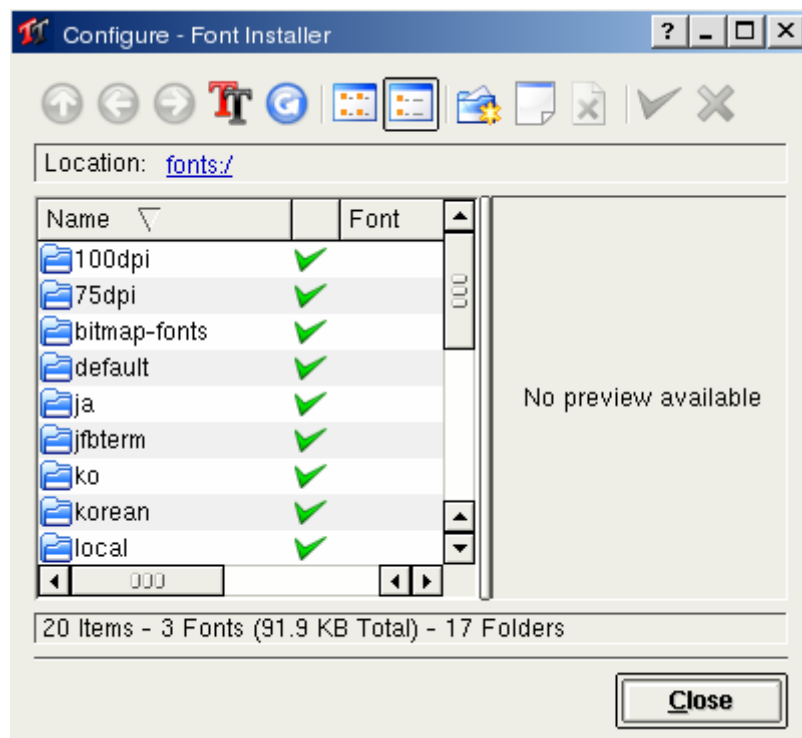 Configure - Font Installer
Location: fonts:/
Name Font
100dpi
75dpi
bitmap-fonts
default
ja
jfbterm
ko
korean
local
No preview available
20 Items - 3 Fonts (91.9 KB Total) - 17 Folders
Close